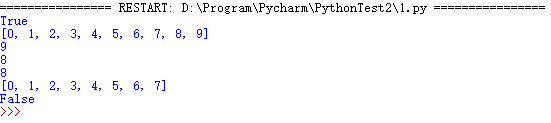 ================ RESTART: D:\Program\Pycharm\PythonTest2\1.py ================
True
[0, 1, 2, 3, 4, 5, 6, 7, 8, 9]
9
8
8
[0, 1, 2, 3, 4, 5, 6, 7]
False
>>>